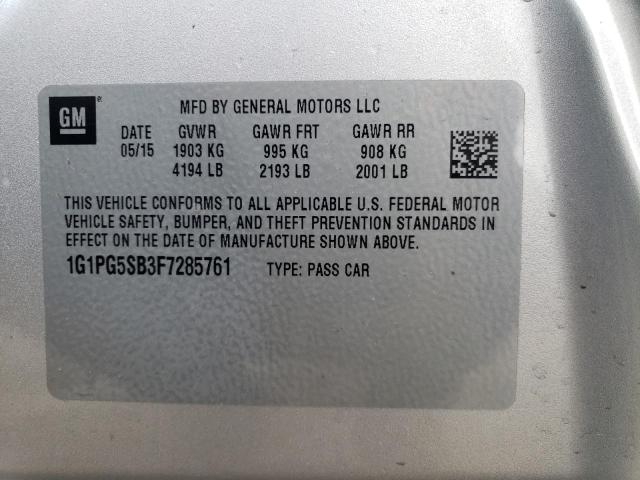 GM®
MFD BY GENERAL MOTORS LLC
DATE GVWR GAWR FRT GAWR RR
05/15 1903 KG 995 KG 908 KG
4194 LB 2193 LB 2001 LB
THIS VEHICLE CONFORMS TO ALL APPLICABLE U.S. FEDERAL MOTOR
VEHICLE SAFETY, BUMPER, AND THEFT PREVENTION STANDARDS IN
EFFECT ON THE DATE OF MANUFACTURE SHOWN ABOVE.
1G1PG5SB3F7285761 TYPE: PASS CAR